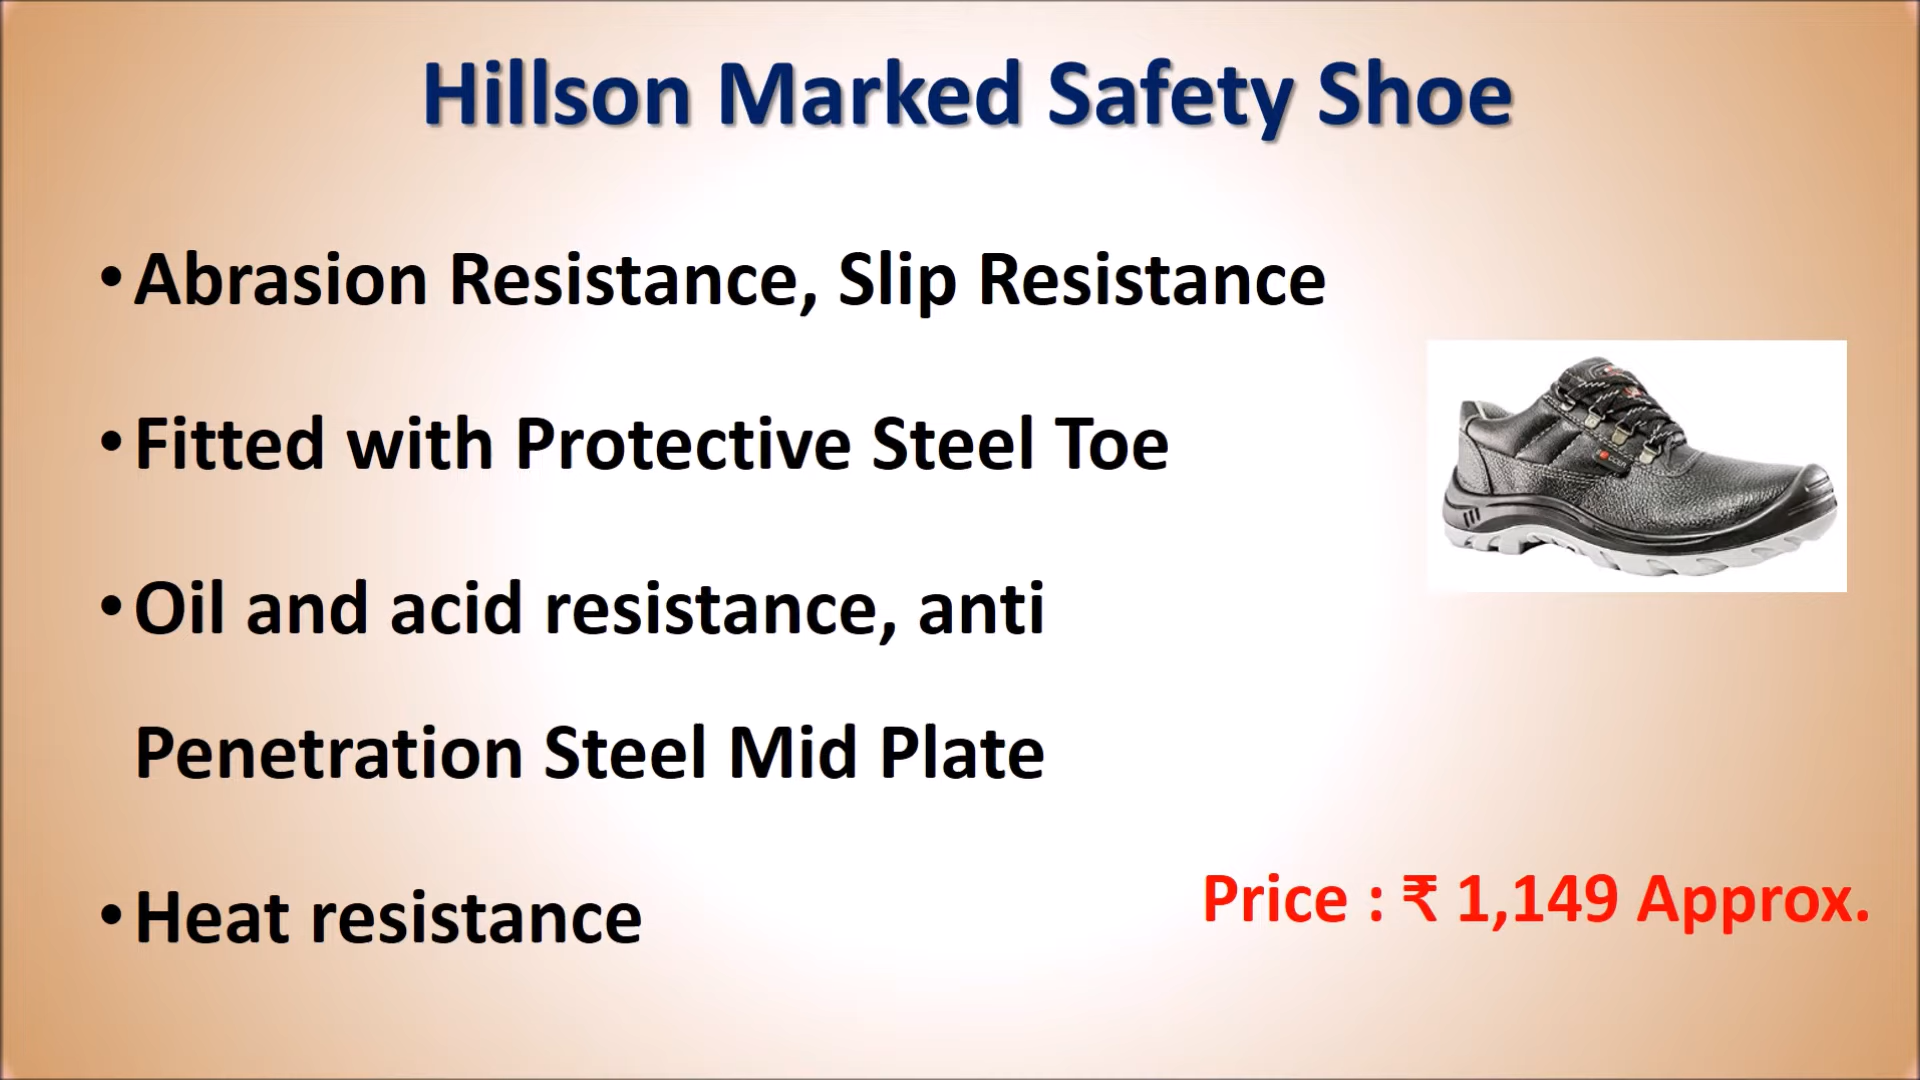 Hillson Marked Safety Shoe
• Abrasion Resistance, Slip Resistance
• Fitted with Protective Steel Toe
• Oil and acid resistance, anti
Penetration Steel Mid Plate
• Heat resistance
Price : ₹ 1,149 Approx.